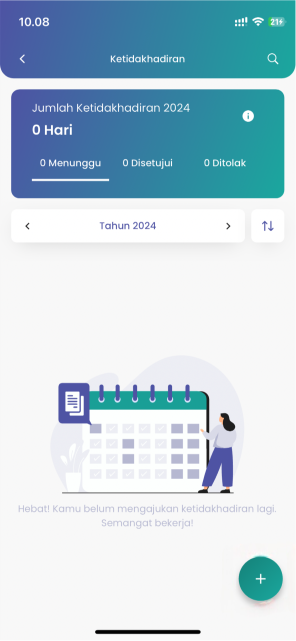 10.08
21+
Ketidakhadiran
Jumlah Ketidakhadiran 2024
0 Hari
0 Menunggu 0 Disetujui 0 Ditolak
Tahun 2024
Hebat! Kamu belum mengajukan ketidakhadiran lagi.
Semangat bekerja!